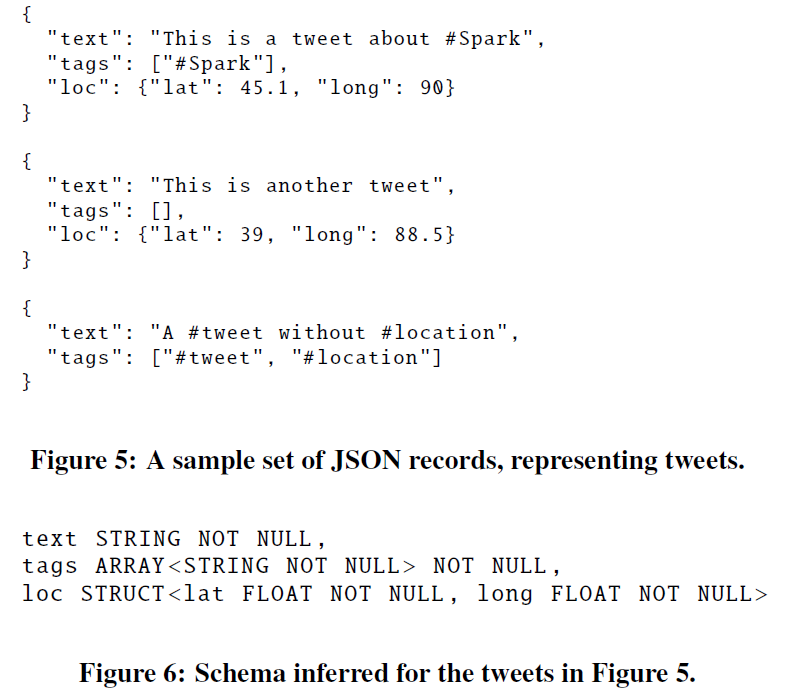 {
  "text": "This is a tweet about #Spark",
  "tags": ["#Spark"],
  "loc": {"lat": 45.1, "long": 90}
}
{
  "text": "This is another tweet",
  "tags": [],
  "loc": {"lat": 39, "long": 88.5}
}
{
  "text": "A #tweet without #location",
  "tags": ["#tweet", "#location"]
}
Figure 5: A sample set of JSON records, representing tweets.
text STRING NOT NULL,
tags ARRAY<STRING NOT NULL> NOT NULL,
loc STRUCT<lat FLOAT NOT NULL, long FLOAT NOT NULL>
Figure 6: Schema inferred for the tweets in Figure 5.